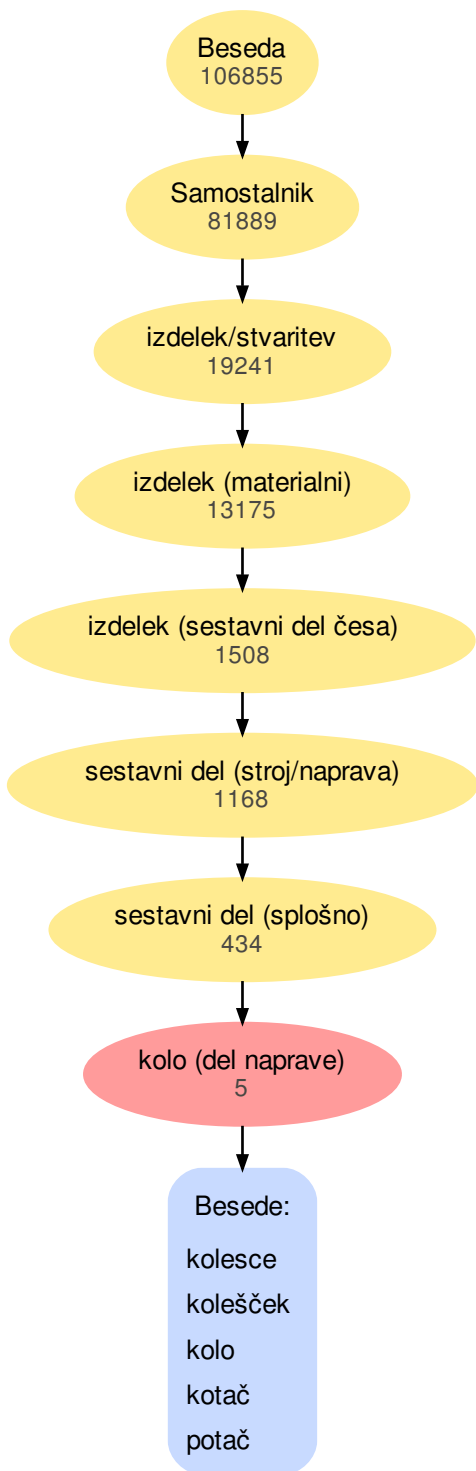 Beseda
106855
Samostalnik
81889
izdelek/stvaritev
19241
izdelek (materialni)
13175
izdelek (sestavni del česa)
1508
sestavni del (stroj/naprava)
1168
sestavni del (splošno)
434
kolo (del naprave)
5
Besede:
kolesce
kolešček
kolo
kotač
potač